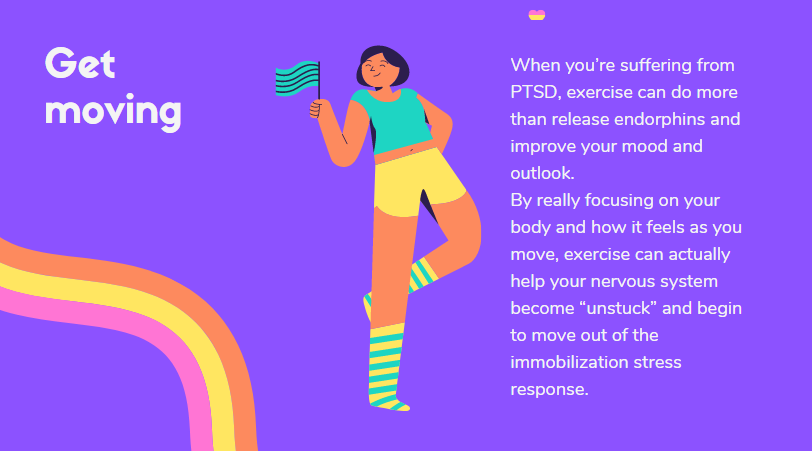 Get
moving
When you’re suffering from
PTSD, exercise can do more
than release endorphins and
improve your mood and
outlook.
By really focusing on your
body and how it feels as you
move, exercise can actually
help your nervous system
become “unstuck” and begin
to move out of the
immobilization stress
response.